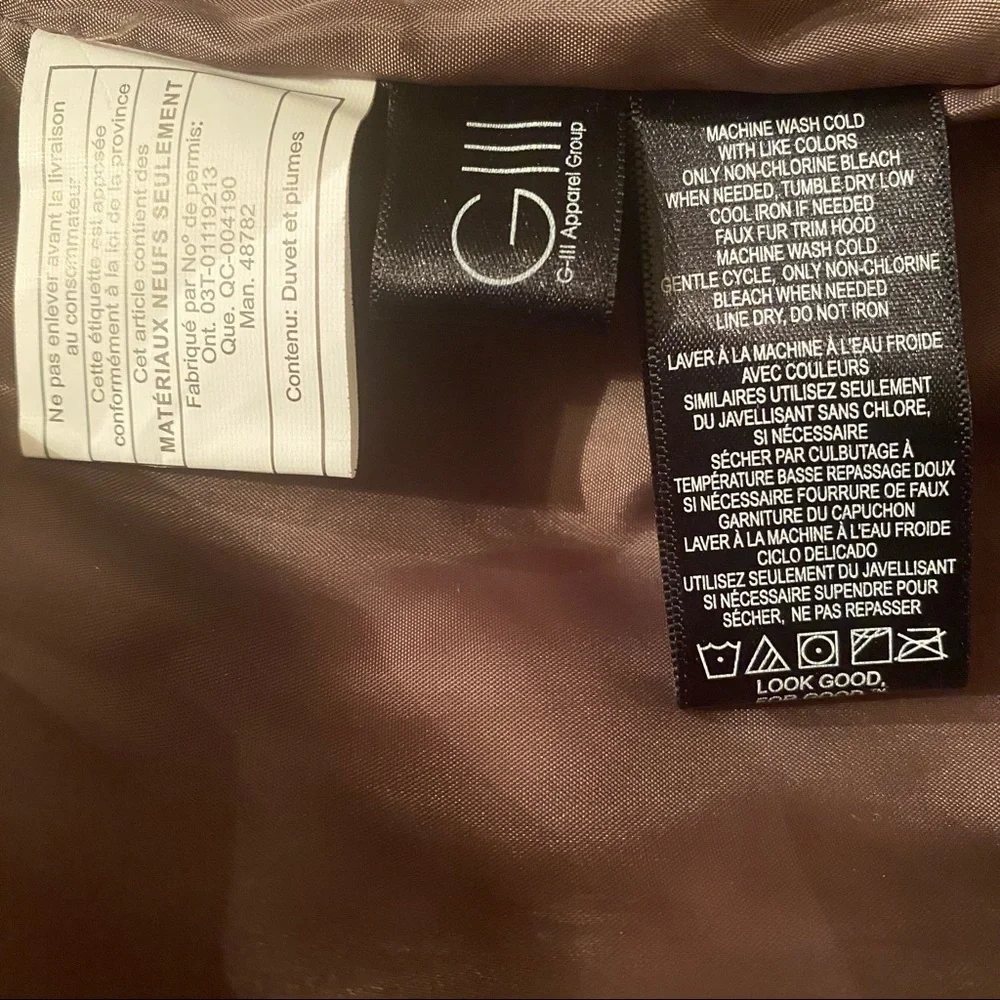 Ne pas enlever avant la livraison
au consommateur
Cette étiquette est apposée
conformément à la loi de la province
Cet article contient des
MATÉRIAUX NEUFS SEULEMENT
Fabriqué par No° de permis:
Ont. 03T-01119213
Que. QC-004190
Man. 48782
Contenu: Duvet et plumes
GIII
G-III Apparel Group
MACHINE WASH COLD
WITH LIKE COLORS
ONLY NON-CHLORINE BLEACH
WHEN NEEDED, TUMBLE DRY LOW
COOL IRON IF NEEDED
FAUX FUR TRIM HOOD
MACHINE WASH COLD
GENTLE CYCLE, ONLY NON-CHLORINE
BLEACH WHEN NEEDED
LINE DRY, DO NOT IRON
LAVER À LA MACHINE À L'EAU FROIDE
AVEC COULEURS
SIMILAIRES UTILISEZ SEULEMENT
DU JAVELLISANT SANS CHLORE,
SI NÉCESSAIRE
SÉCHER PAR CULBUTAGE À
TEMPÉRATURE BASSE REPASSAGE DOUX
SI NÉCESSAIRE FOURRURE OE FAUX
GARNITURE DU CAPUCHON
LAVER À LA MACHINE À L'EAU FROIDE
CICLO DELICADO
UTILISEZ SEULEMENT DU JAVELLISANT
SI NÉCESSAIRE SUPENDRE POUR
SÉCHER, NE PAS REPASSER
LOOK GOOD,
FOR GOOD ™